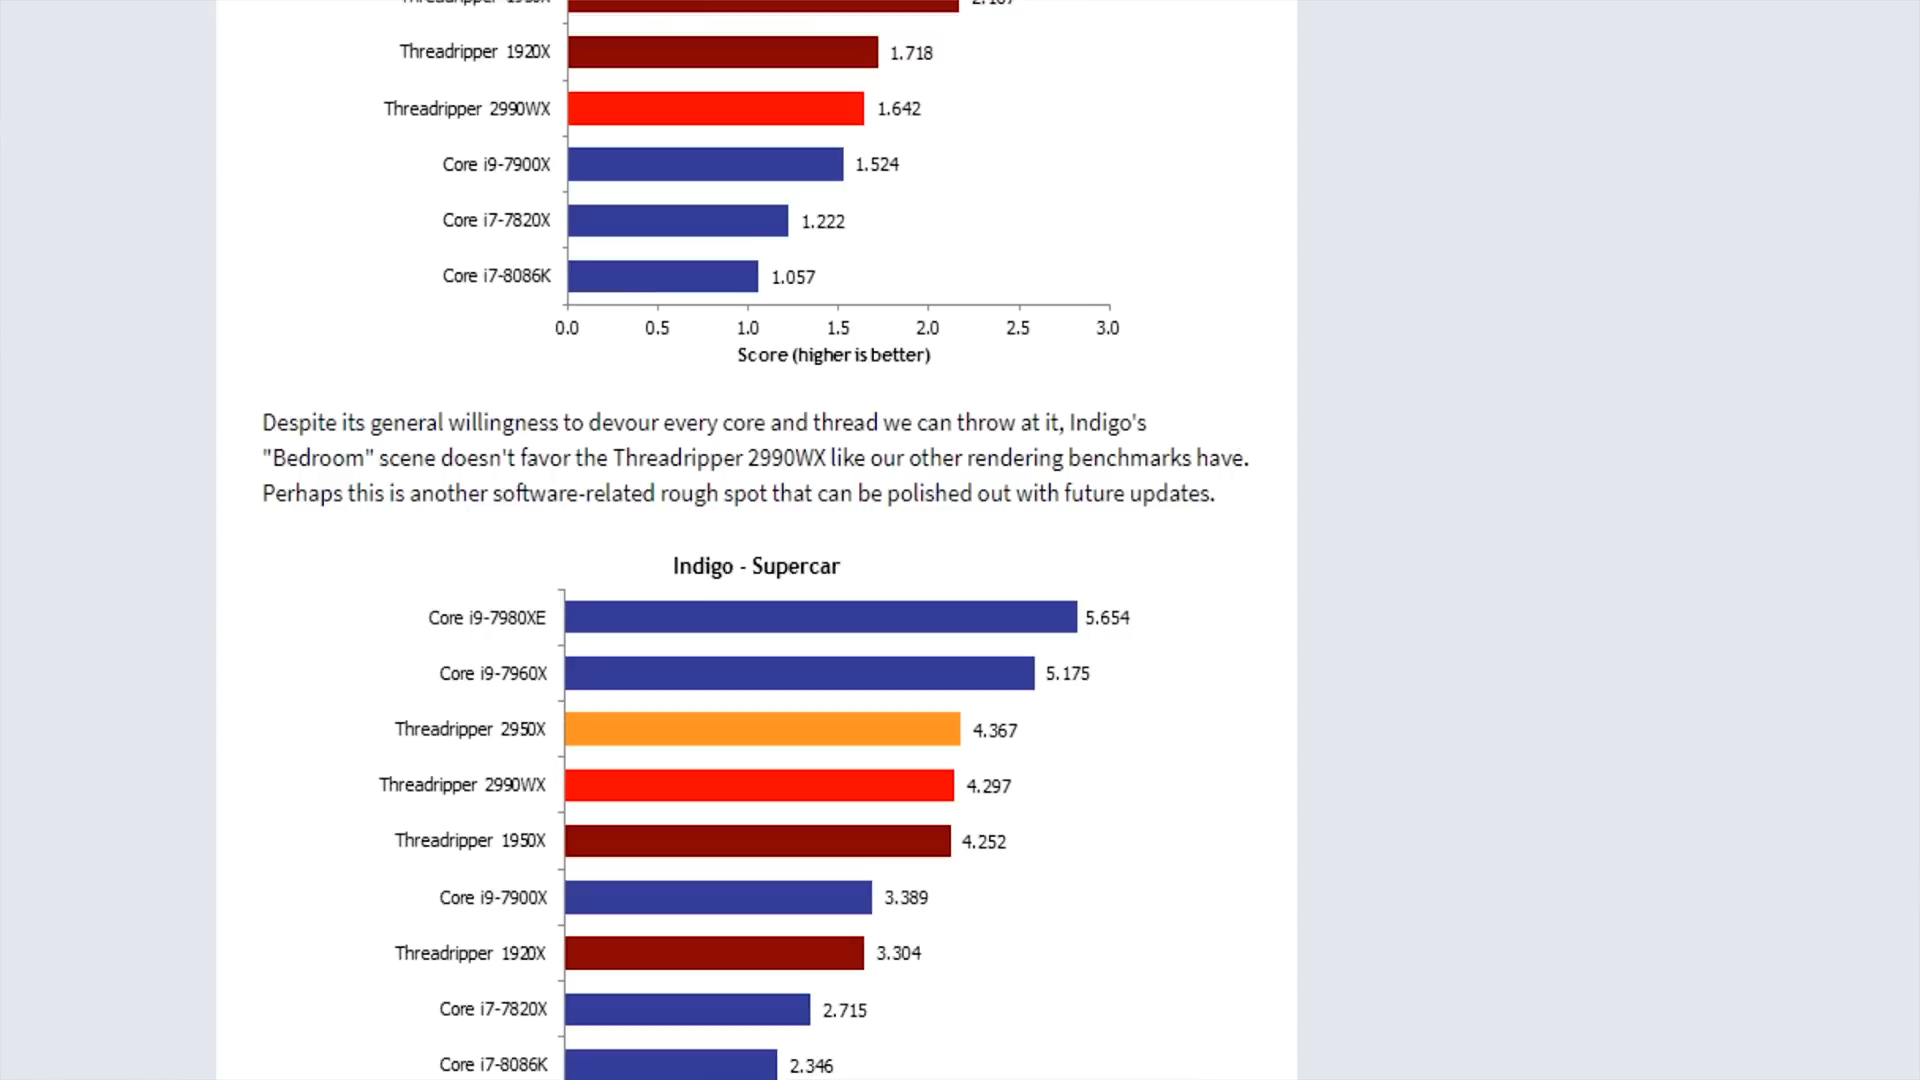 Threadripper 1920X 1.718
Threadripper 2990WX 1.642
Core i9-7900X 1.524
Core i7-7820X 1.222
Core i7-8086K 1.057
0.0 0.5 1.0 1.5 2.0 2.5 3.0
Score (higher is better)
Despite its general willingness to devour every core and thread we can throw at it, Indigo's
"Bedroom" scene doesn't favor the Threadripper 2990WX like our other rendering benchmarks have.
Perhaps this is another software-related rough spot that can be polished out with future updates.
Indigo - Supercar
Core i9-7980XE 5.654
Core i9-7960X 5.175
Threadripper 2950X 4.367
Threadripper 2990WX 4.297
Threadripper 1950X 4.252
Core i9-7900X 3.389
Threadripper 1920X 3.304
Core i7-7820X 2.715
Core i7-8086K 2.346